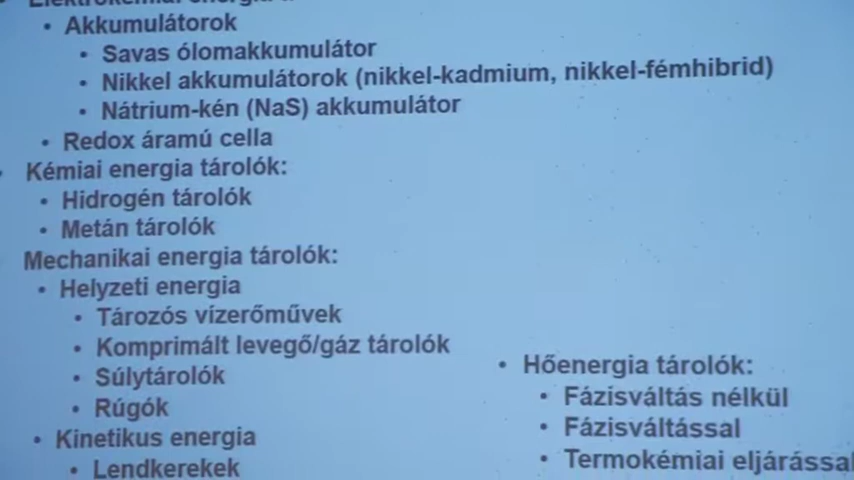 • Akkumulátorok
• Savas ólomakkumulátor
• Nikkel akkumulátorok (nikkel-kadmium, nikkel-fémhibrid)
• Nátrium-kén (NaS) akkumulátor
• Redox áramú cella
• Kémiai energia tárolók:
• Hidrogén tárolók
• Metán tárolók
Mechanikai energia tárolók:
• Helyzeti energia
• Tározós vízerőművek
• Komprimált levegő/gáz tárolók
• Súlytárolók
• Rúgók
• Kinetikus energia
• Lendkerekek
• Hőenergia tárolók:
• Fázisváltás nélkül
• Fázisváltással
• Termokémiai eljárással